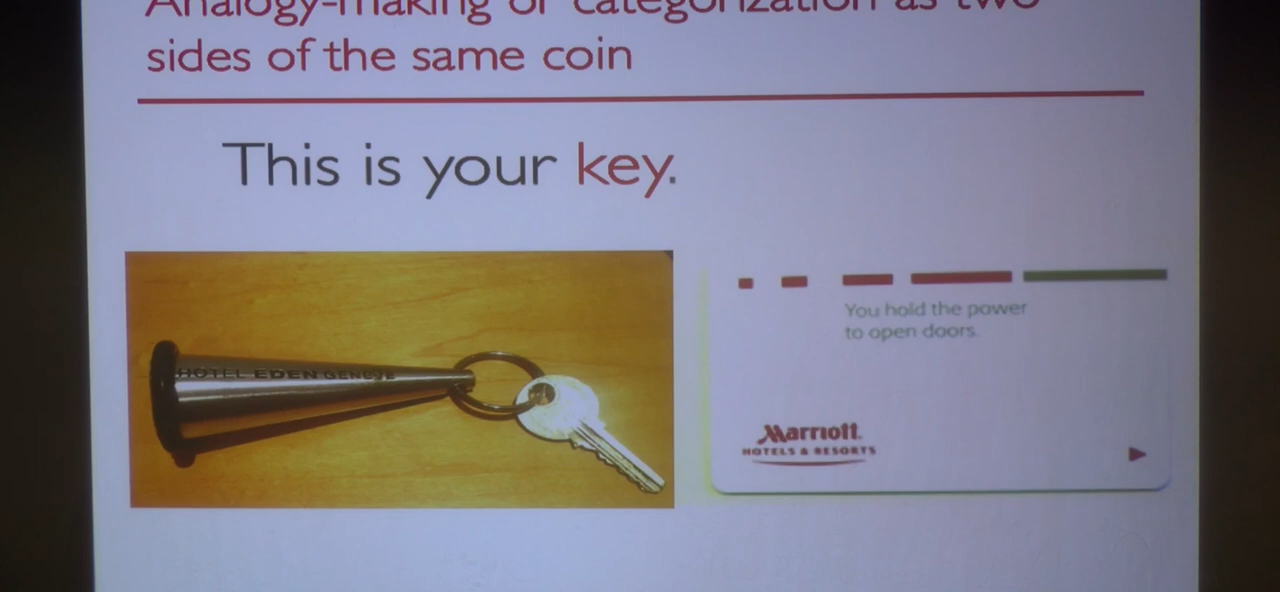 Analogy-making or categorization as two
sides of the same coin
This is your key.
HOTEL EDEN GENEVE
You hold the power
to open doors.
Marriott
HOTELS & RESORTS